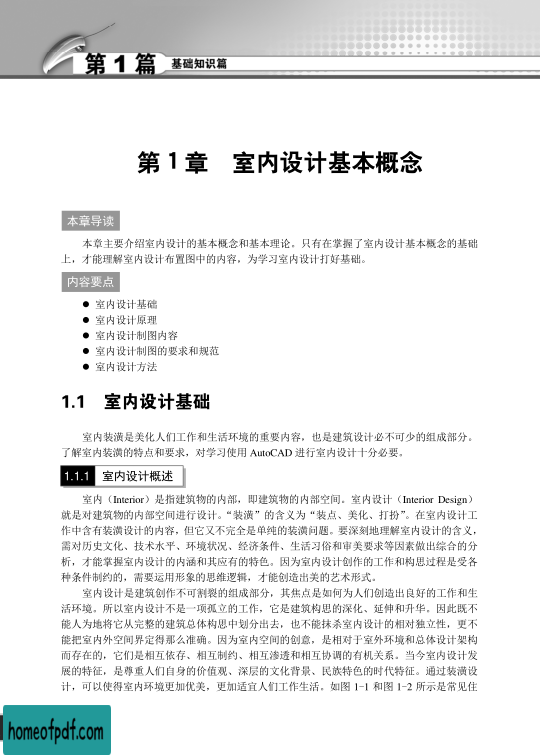 第1篇 基础知识篇
第1章 室内设计基本概念
本章导读
本章主要介绍室内设计的基本概念和基本理论。只有在掌握了室内设计基本概念的基础
上，才能理解室内设计布置图中的内容，为学习室内设计打好基础。
内容要点
● 室内设计基础
● 室内设计原理
● 室内设计制图内容
● 室内设计制图的要求和规范
● 室内设计方法
1.1 室内设计基础
室内装潢是美化人们工作和生活环境的重要内容，也是建筑设计必不可少的组成部分。
了解室内装潢的特点和要求，对学习使用 AutoCAD 进行室内设计十分必要。
1.1.1 室内设计概述
室内（Interior）是指建筑物的内部，即建筑物的内部空间。室内设计（Interior Design）
就是对建筑物的内部空间进行设计。“装潢”的含义为“装点、美化、打扮”。在室内设计工
作中含有装潢设计的内容，但它又不完全是单纯的装潢问题。要深刻地理解室内设计的含义，
需对历史文化、技术水平、环境状况、经济条件、生活习俗和审美要求等因素做出综合的分
析，才能掌握室内设计的内涵和其应有的特色。因为室内设计创作的工作和构思过程是受各
种条件制约的，需要运用形象的思维逻辑，才能创造出美的艺术形式。
室内设计是建筑创作不可割裂的组成部分，其焦点是如何为人们创造出良好的工作和生
活环境。所以室内设计不是一项孤立的工作，它是建筑构思的深化、延伸和升华。因此既不
能人为地将它从完整的建筑总体构思中划分出去，也不能抹杀室内设计的相对独立性，更不
能把室内外空间界定得那么准确。因为室内空间的创意，是相对于室外环境和总体设计架构
而存在的，它们是相互依存、相互制约、相互渗透和相互协调的有机关系。当今室内设计发
展的特征，是尊重人们自身的价值观、深层的文化背景、民族特色的时代特征。通过装潢设
计，可以使得室内环境更加优美，更加适宜人们工作生活。如图 1-1 和图 1-2 所示是常见住
homeofpdf.com